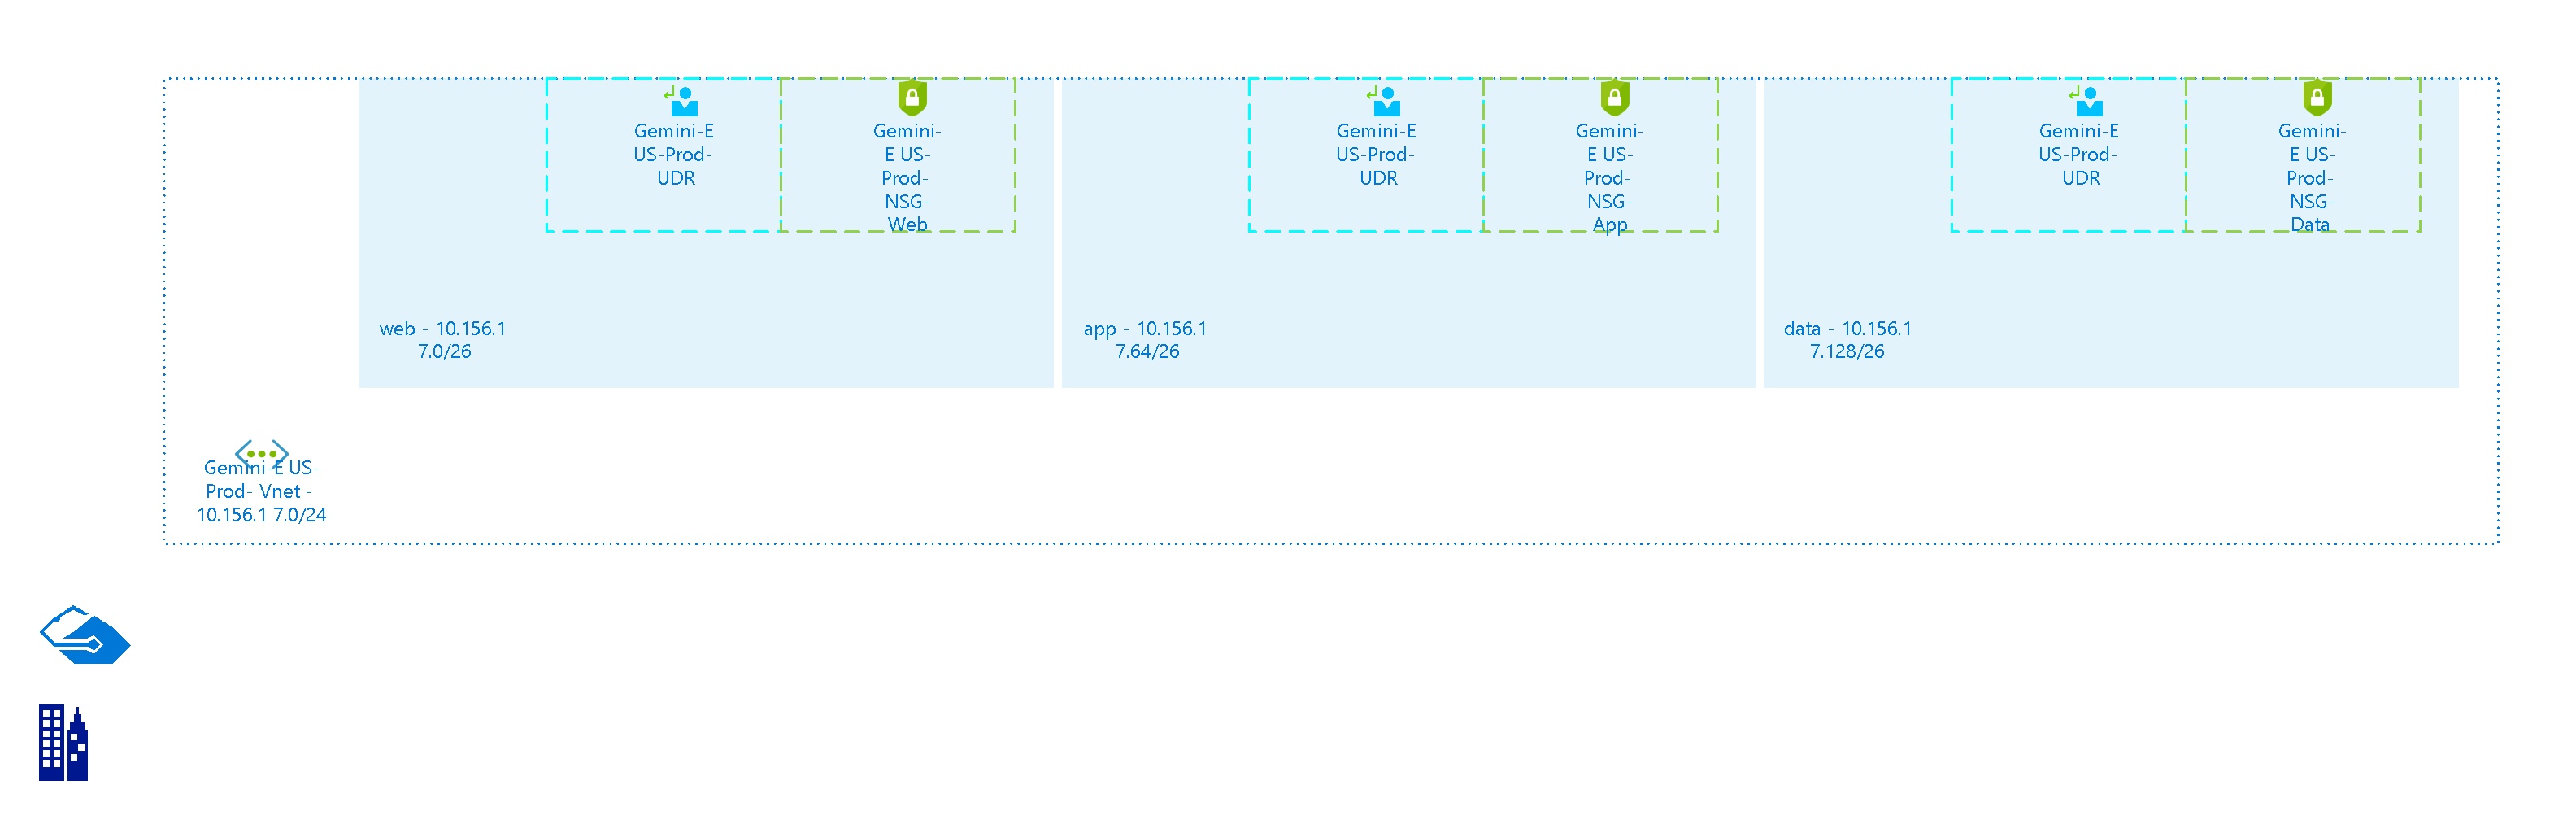 Gemini-E
US-Prod-
UDR
Gemini-
E US-
Prod-
NSG-
Web
web - 10.156.1
7.0/26
Gemini-E
US-Prod-
UDR
Gemini-
E US-
Prod-
NSG-
App
app - 10.156.1
7.64/26
Gemini-E
US-Prod-
UDR
Gemini-
E US-
Prod-
NSG-
Data
data - 10.156.1
7.128/26
Gemini-E US-
Prod- Vnet -
10.156.1 7.0/24